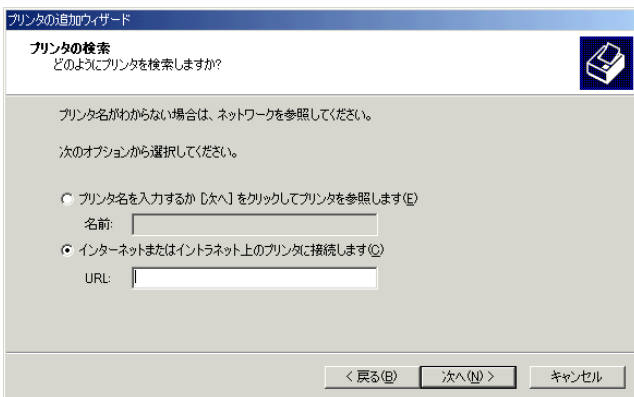 プリンタの追加ウィザード
プリンタの検索
どのようにプリンタを検索しますか?
プリンタ名がわからない場合は、ネットワークを参照してください。
次のオプションから選択してください。
プリンタ名を入力するか [次へ] をクリックしてプリンタを参照します(E)
名前:
インターネットまたはイントラネット上のプリンタに接続します(C)
URL:
< 戻る(B) 次へ(N) > キャンセル